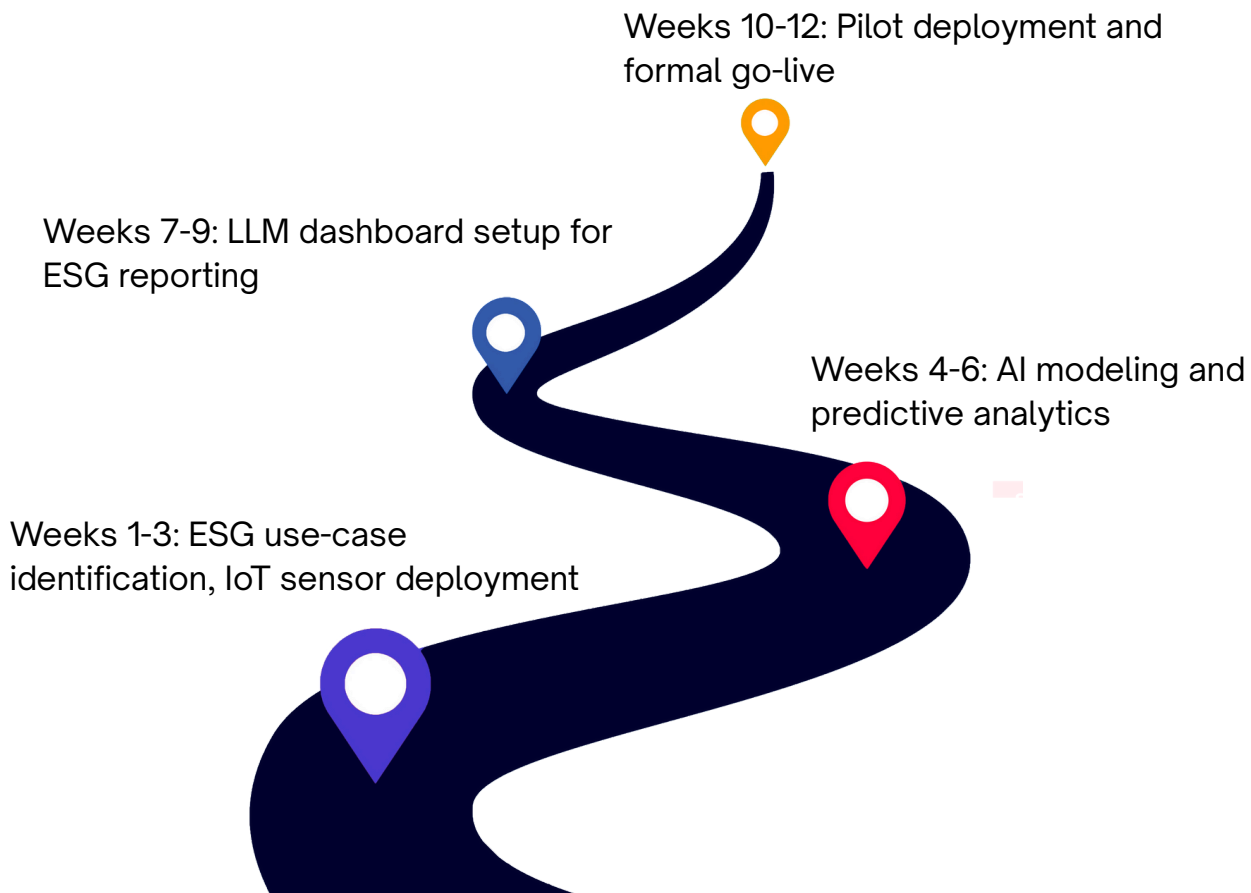 Weeks 10-12: Pilot deployment and
formal go-live
Weeks 7-9: LLM dashboard setup for
ESG reporting
Weeks 4-6: AI modeling and
predictive analytics
Weeks 1-3: ESG use-case
identification, IoT sensor deployment